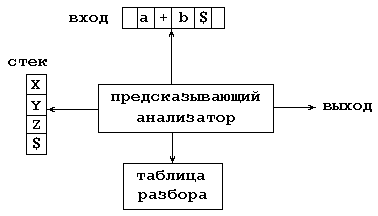 вход a + b $
стек
X
Y
Z
$
предсказывающий
анализатор
выход
таблица
разбора